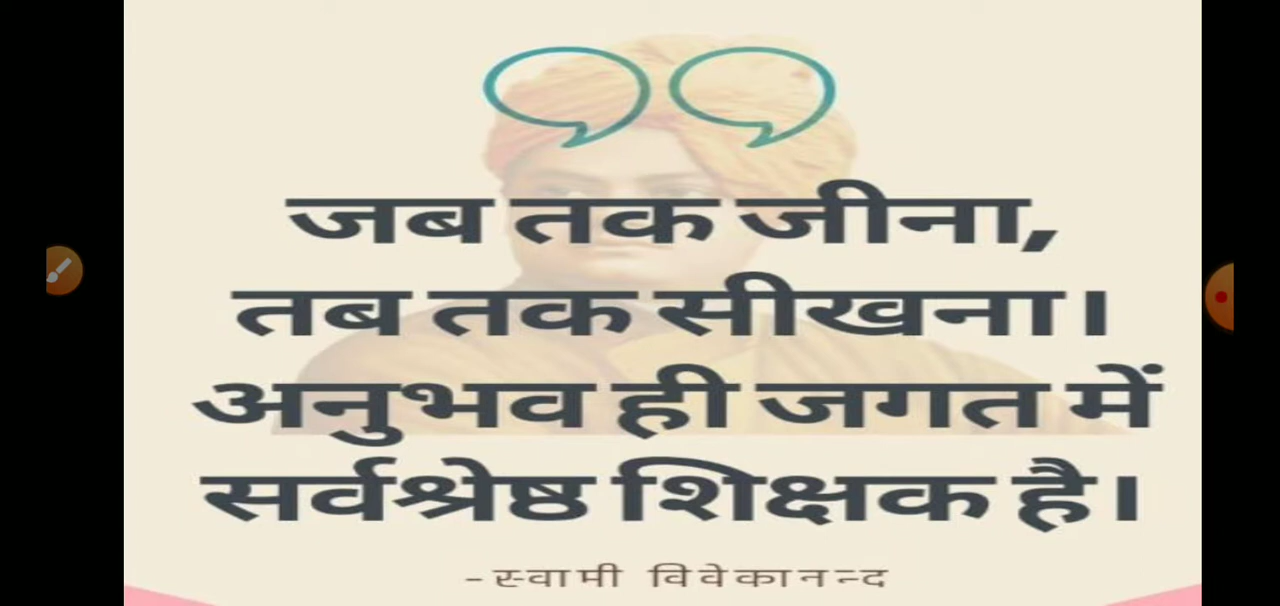 जब तक जीना,
तब तक सीखना।
अनुभव ही जगत में
सर्वश्रेष्ठ शिक्षक है।
- स्वामी विवेकानन्द